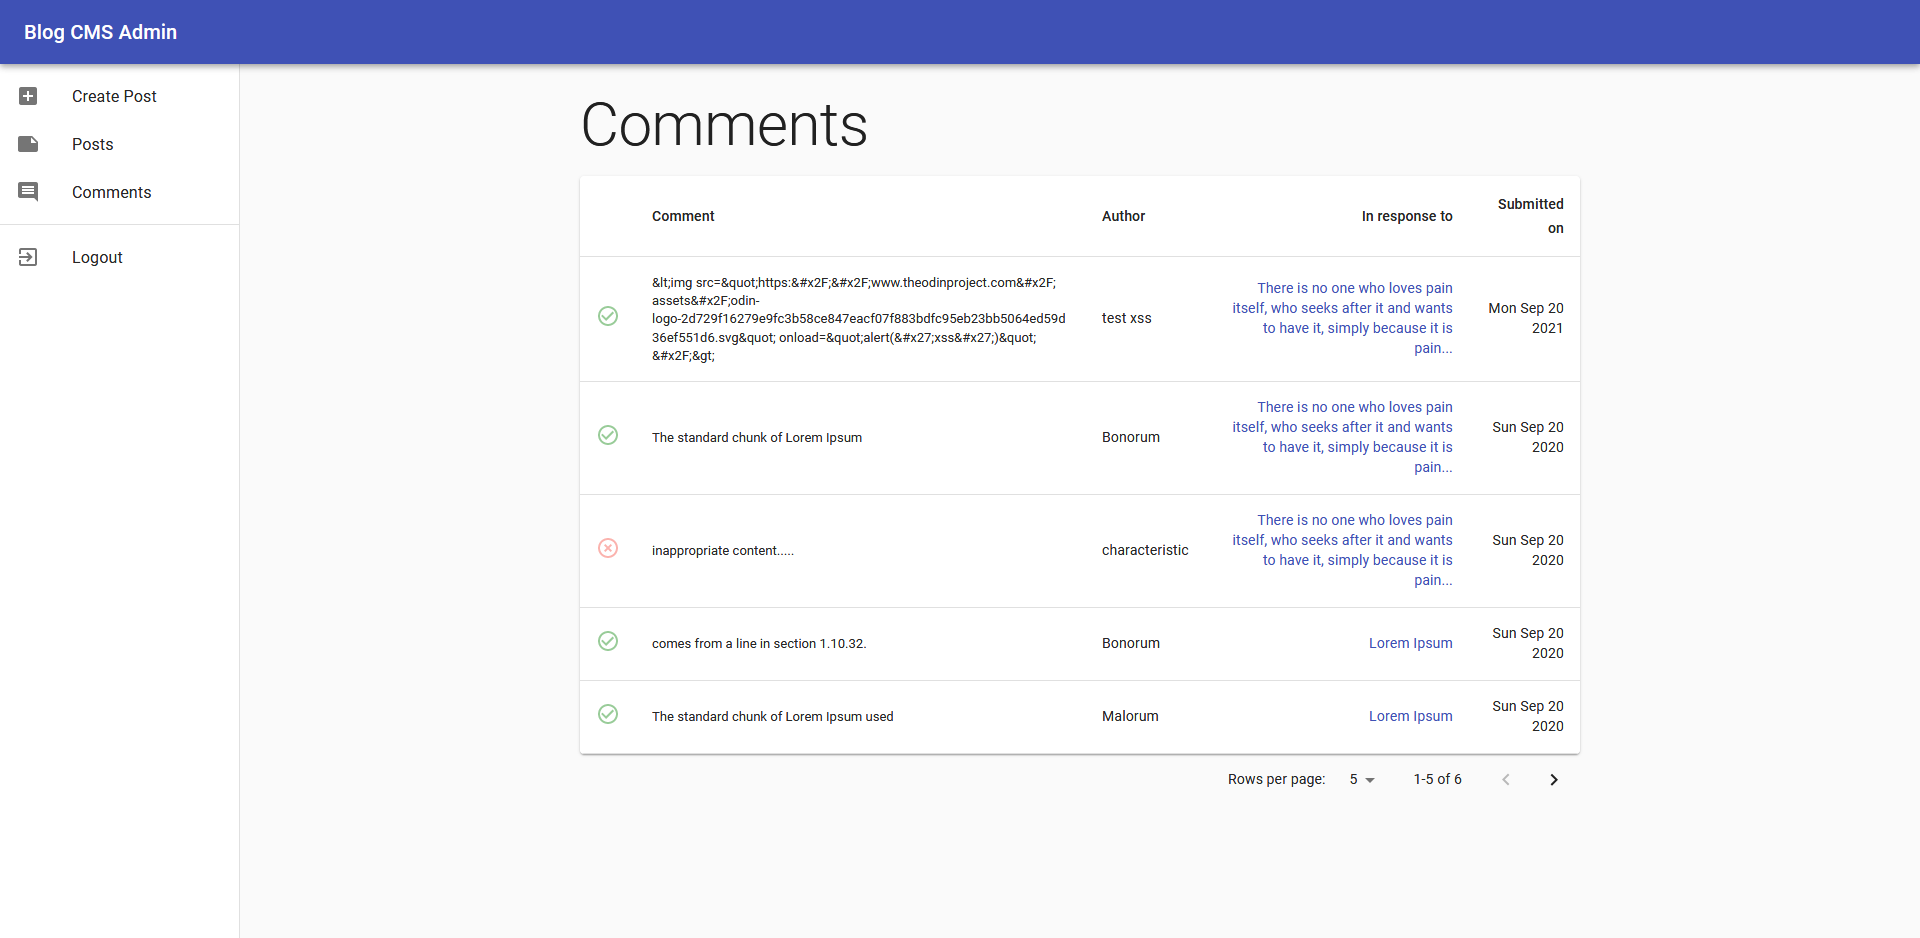 Blog CMS Admin
Create Post
Posts
Comments
Logout
Comments
Comment
Author
In response to
Submitted
on
&lt;img src=&quot;https:&#x2F;&#x2F;www.theodinproject.com&#x2F;
assets&#x2F;odin-
logo-2d729f16279e9fc3b58ce847eacf07f883bdfc95eb23bb5064ed59d
36ef551d6.svg&quot; onload=&quot;alert(&#x27;xss&#x27;)&quot;
&#x2F;&gt;
test xss
There is no one who loves pain
itself, who seeks after it and wants
to have it, simply because it is
pain...
Mon Sep 20
2021
The standard chunk of Lorem Ipsum
Bonorum
There is no one who loves pain
itself, who seeks after it and wants
to have it, simply because it is
pain...
Sun Sep 20
2020
inappropriate content.....
characteristic
There is no one who loves pain
itself, who seeks after it and wants
to have it, simply because it is
pain...
Sun Sep 20
2020
comes from a line in section 1.10.32.
Bonorum
Lorem Ipsum
Sun Sep 20
2020
The standard chunk of Lorem Ipsum used
Malorum
Lorem Ipsum
Sun Sep 20
2020
Rows per page:
5
1-5 of 6